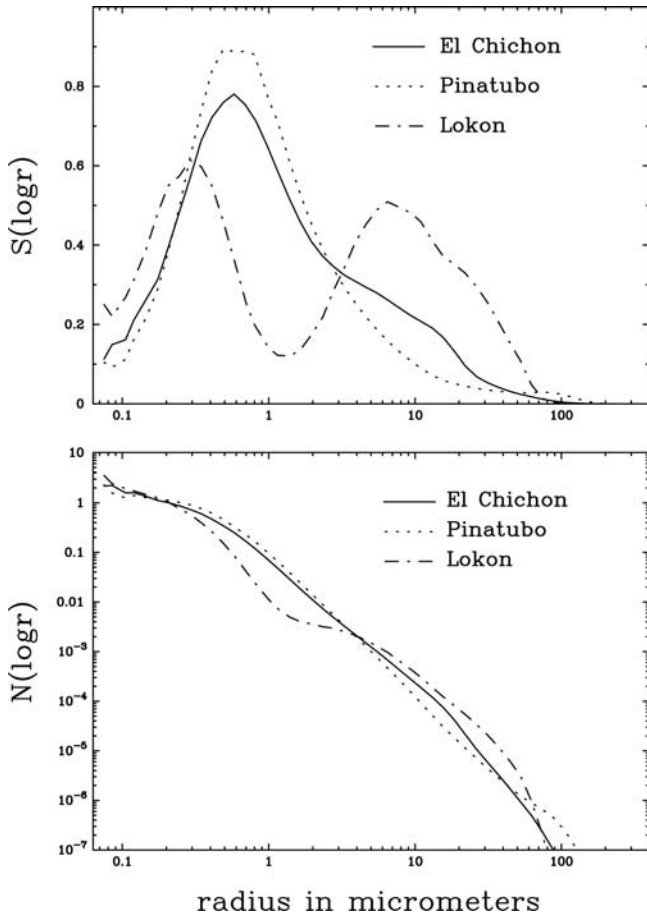 S(logr)
1
0.8
0.6
0.4
0.2
0
El Chichon
Pinatubo
Lokon
0.1 1 10 100
N(logr)
10
1
0.1
0.01
10⁻³
10⁻⁴
10⁻⁵
10⁻⁶
10⁻⁷
El Chichon
Pinatubo
Lokon
0.1 1 10 100
radius in micrometers